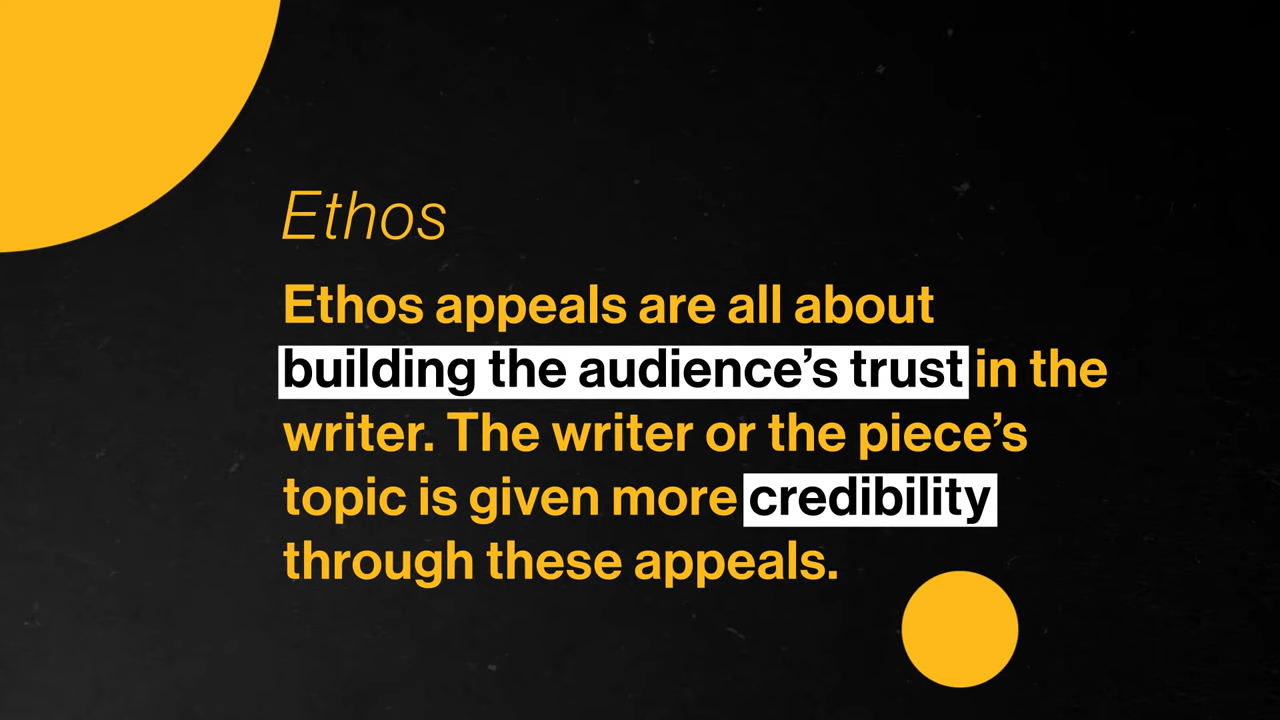 Ethos
Ethos appeals are all about
building the audience’s trust in the
writer. The writer or the piece’s
topic is given more credibility
through these appeals.